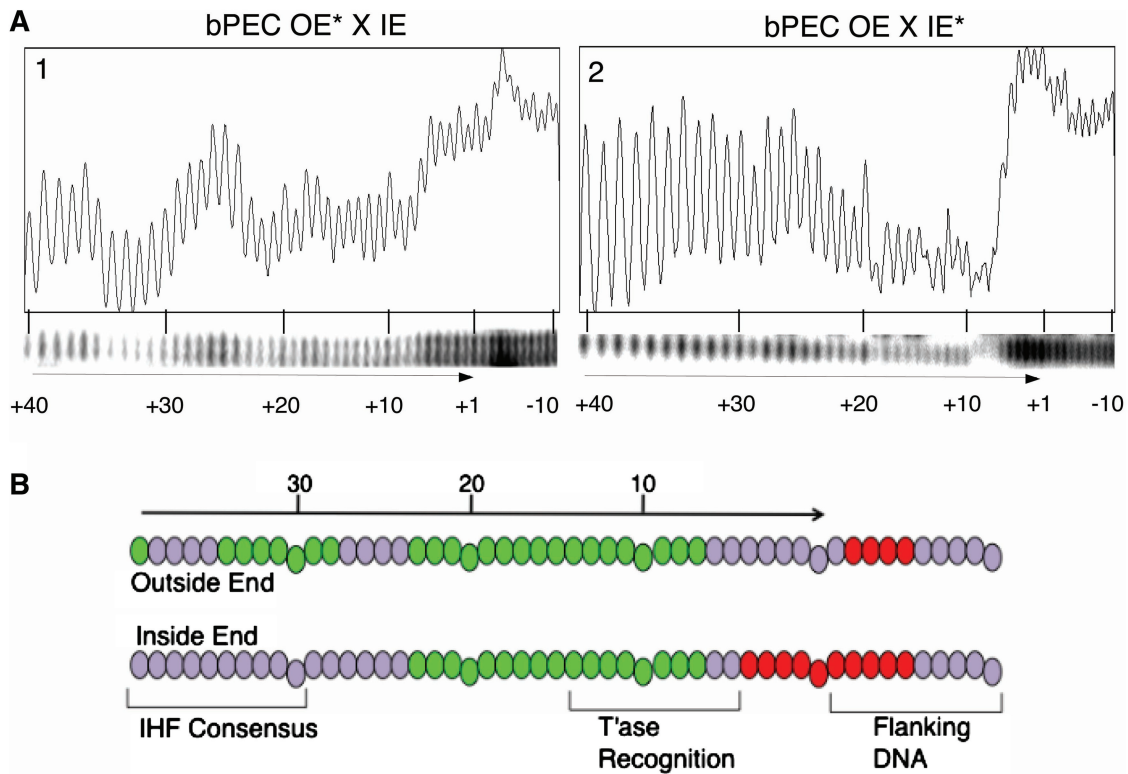 A
bPEC OE* X IE
bPEC OE X IE*
1
2
+40 +30 +20 +10 +1 -10
+40 +30 +20 +10 +1 -10
B
30 20 10
Outside End
Inside End
IHF Consensus
T'ase
Recognition
Flanking
DNA